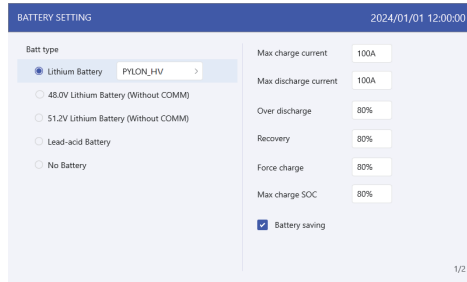 BATTERY SETTING
2024/01/01 12:00:00
Batt type
Lithium Battery
PYLON_HV
48.0V Lithium Battery (Without COMM)
51.2V Lithium Battery (Without COMM)
Lead-acid Battery
No Battery
Max charge current 100A
Max discharge current 100A
Over discharge 80%
Recovery 80%
Force charge 80%
Max charge SOC 80%
Battery saving
1/2